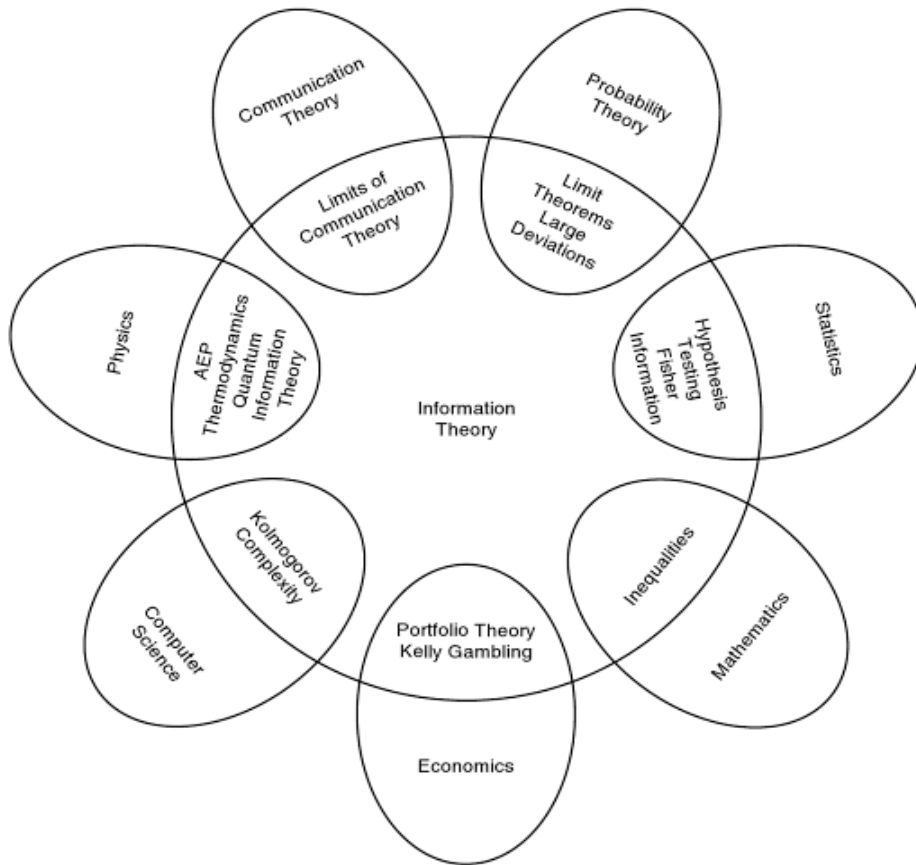 Communication
Theory
Limits of
Communication
Theory
Probability
Theory
Limit
Theorems
Large
Deviations
Physics
AEP
Thermodynamics
Quantum
Information
Theory
Information
Theory
Hypothesis
Testing
Fisher
Information
Statistics
Kolmogorov
Complexity
Computer
Science
Portfolio Theory
Kelly Gambling
Economics
Inequalities
Mathematics